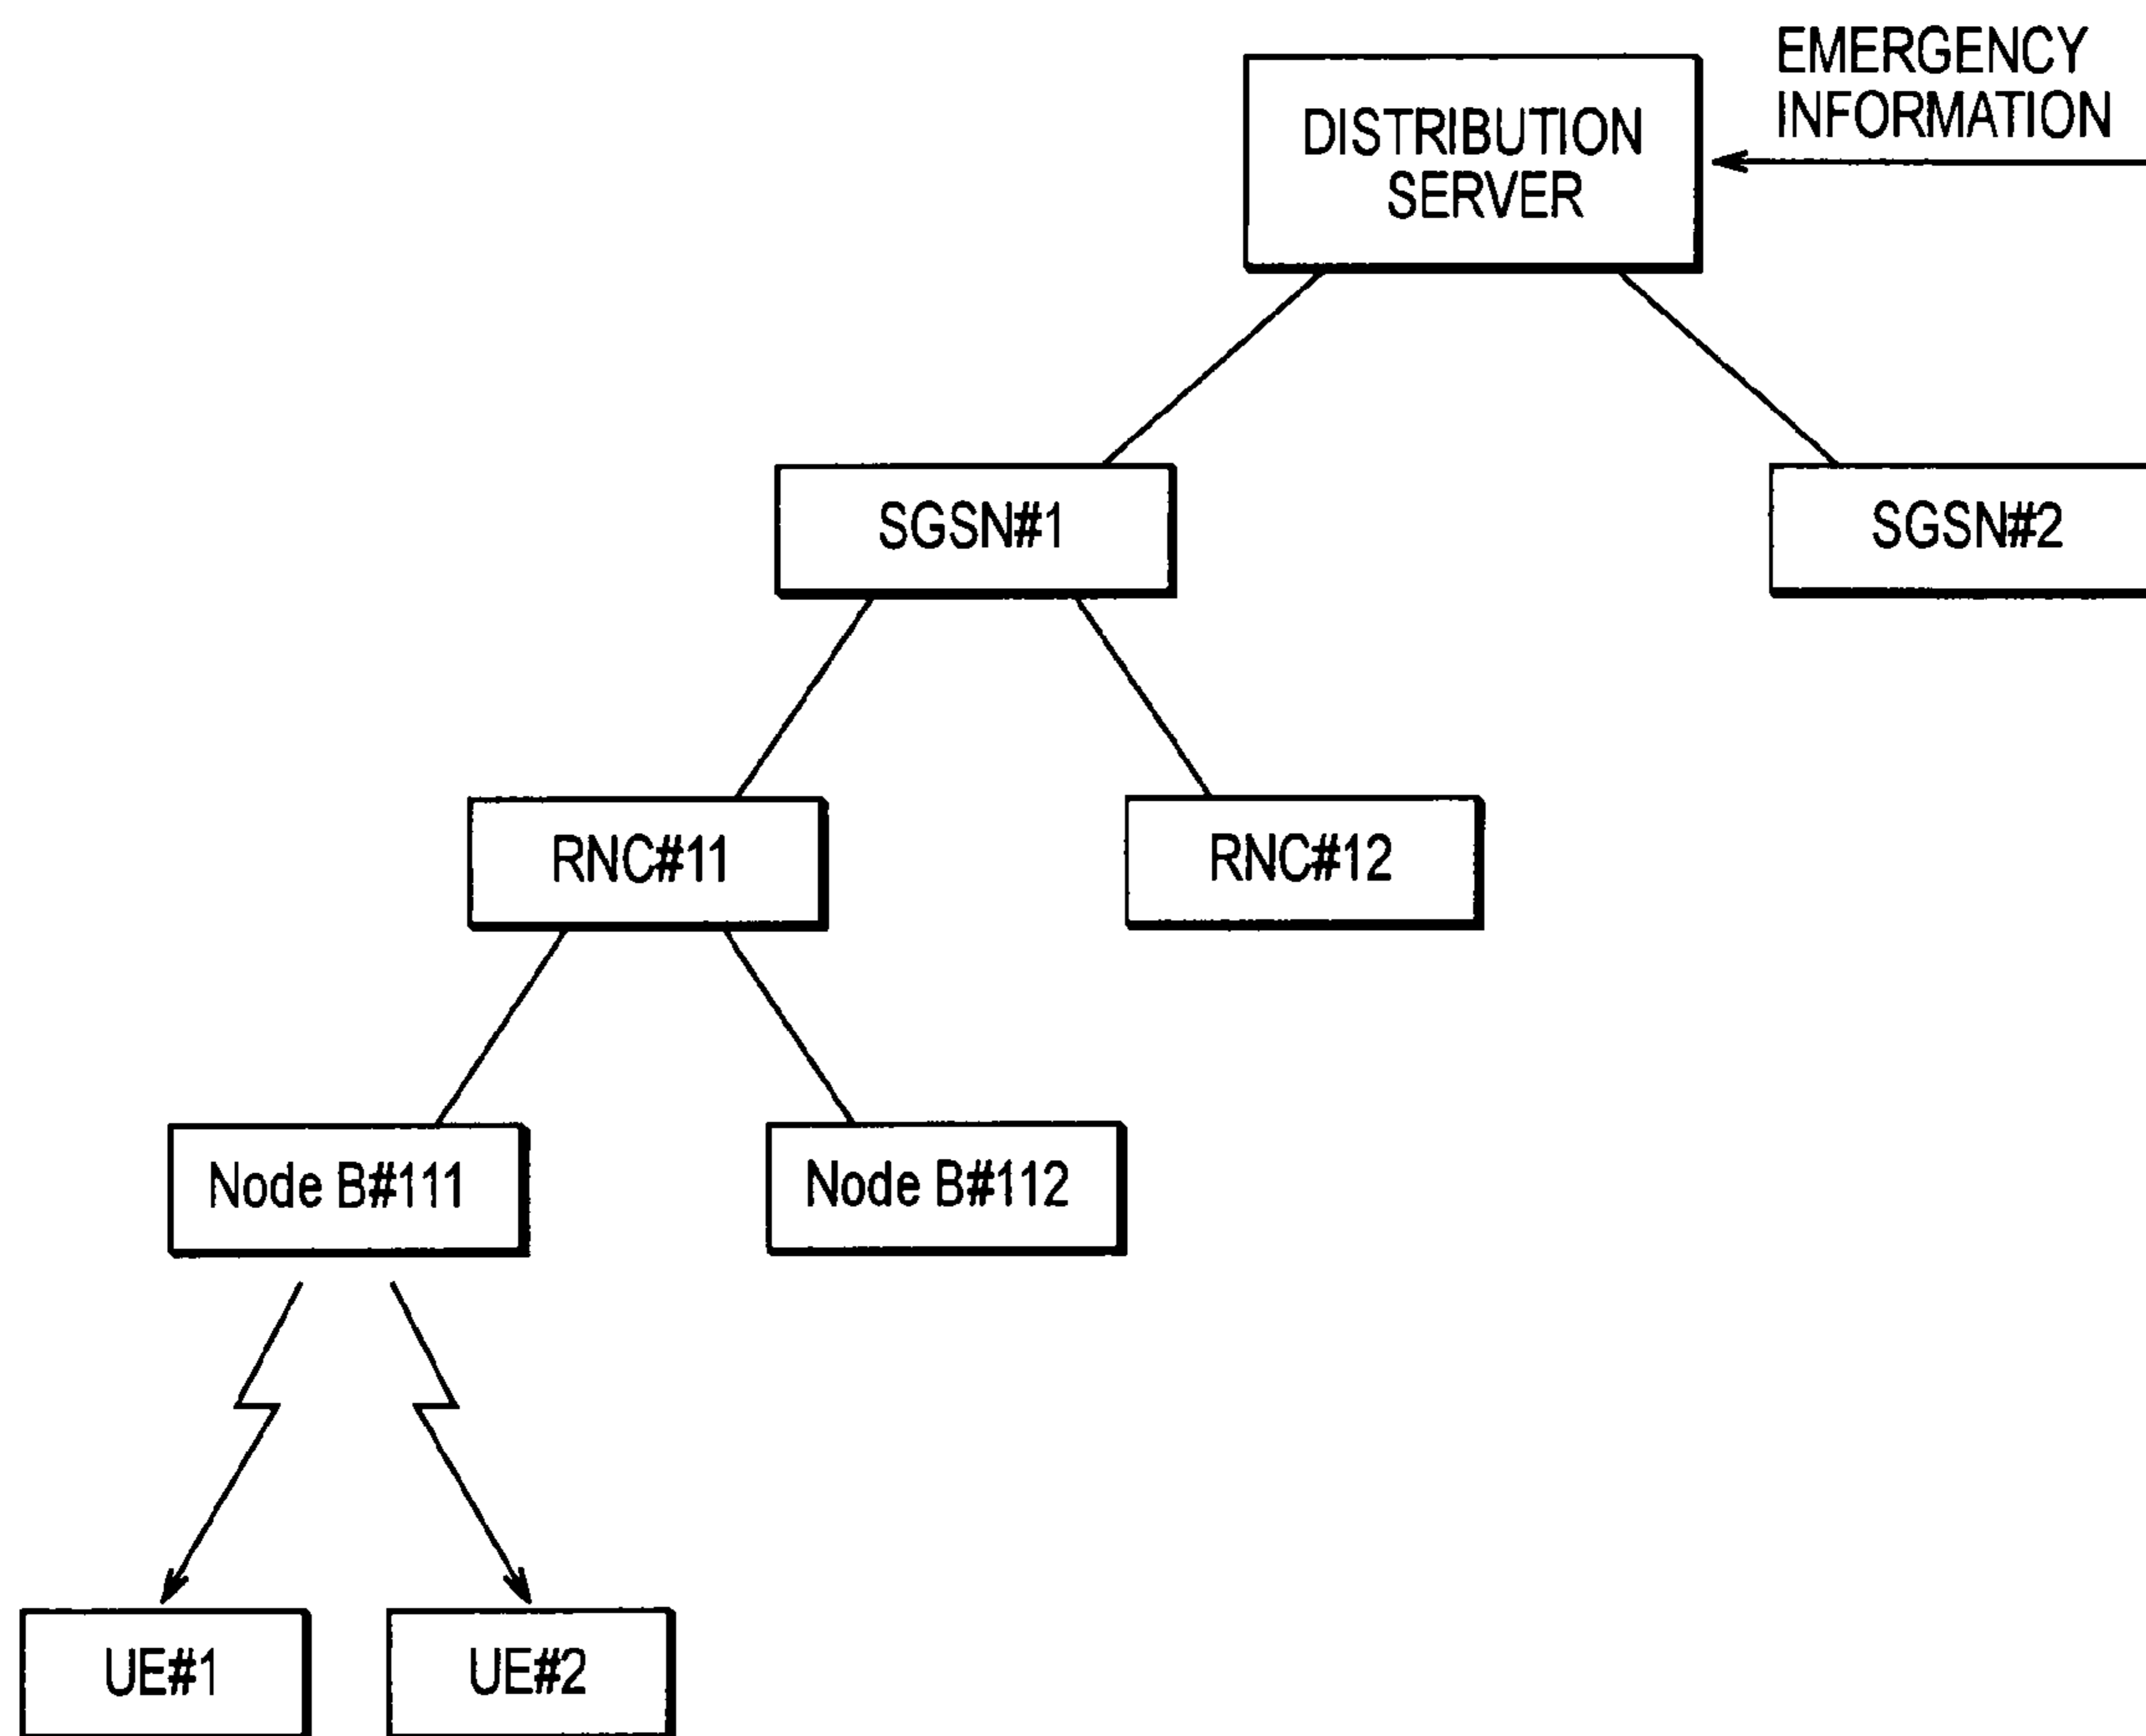 EMERGENCY
INFORMATION
DISTRIBUTION
SERVER
SGSN#1
SGSN#2
RNC#11
RNC#12
Node B#111
Node B#112
UE#1
UE#2